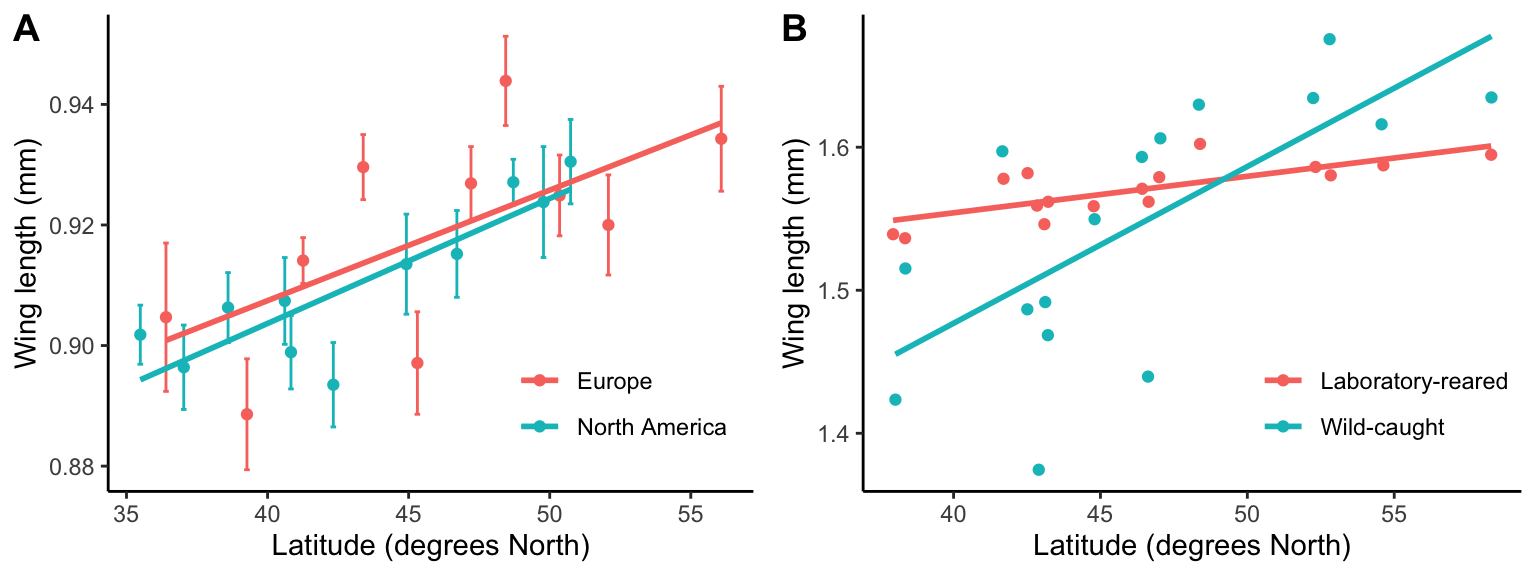 A
Wing length (mm)
0.94
0.92
0.90
0.88
Europe
North America
35 40 45 50 55
Latitude (degrees North)
B
Wing length (mm)
1.6
1.5
1.4
Laboratory-reared
Wild-caught
40 45 50 55
Latitude (degrees North)